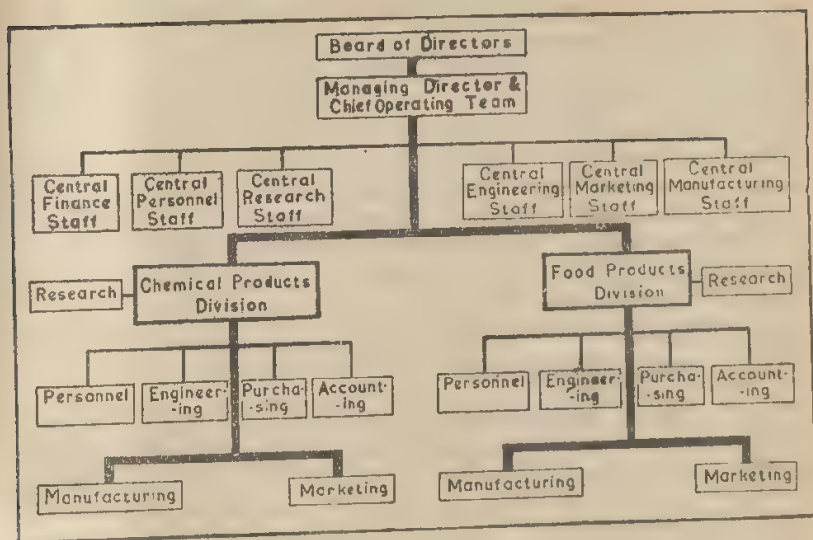 Board of Directors
Managing Director &
Chief Operating Team
Central
Finance
Staff
Central
Personnel
Staff
Central
Research
Staff
Central
Engineering
Staff
Central
Marketing
Staff
Central
Manufacturing
Staff
Research
Chemical Products
Division
Food Products
Division
Research
Personnel
Engineer-
-ing
Purcha-
-sing
Account-
-ing
Personnel
Engineer-
-ing
Purcha-
-sing
Account-
-ing
Manufacturing
Marketing
Manufacturing
Marketing